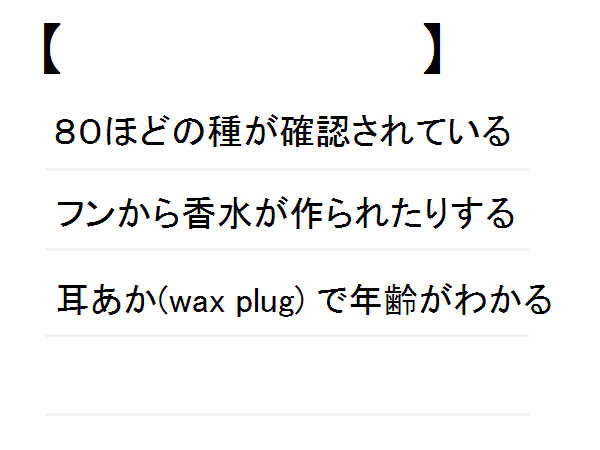 【 】
８０ほどの種が確認されている
フンから香水が作られたりする
耳あか(wax plug) で年齢がわかる